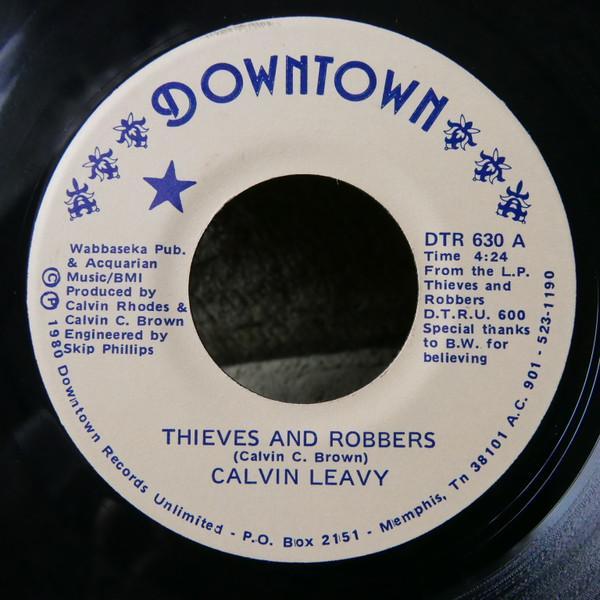 DOWNTOWN
Wabbaseka Pub.
& Acquarian
Music/BMI
Produced by
Calvin Rhodes &
Calvin C. Brown
Engineered by
Skip Phillips
DTR 630 A
Time 4:24
From the L.P.
Thieves and
Robbers
D.T.R.U. 600
Special thanks
to B.W. for
believing
THIEVES AND ROBBERS
(Calvin C. Brown)
CALVIN LEAVY
© ℗ 1980 Downtown Records Unlimited - P.O. Box 2151 - Memphis, Tn 38101 A.C. 901 - 523-1190